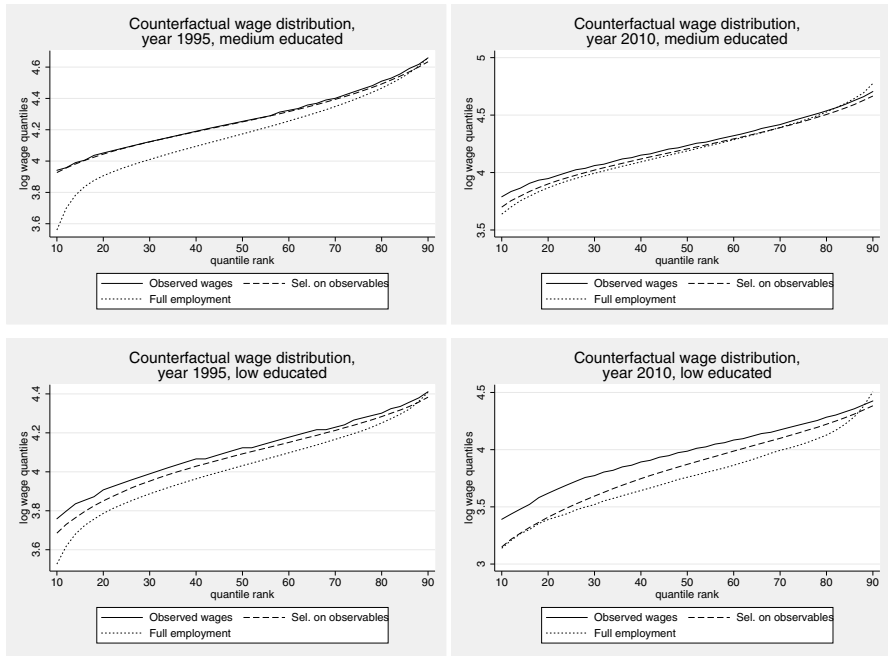 Counterfactual wage distribution,
year 1995, medium educated
log wage quantiles
4.6
4.4
4.2
4
3.8
3.6
10 20 30 40 50 60 70 80 90
quantile rank
Observed wages Sel. on observables
Full employment
Counterfactual wage distribution,
year 2010, medium educated
log wage quantiles
5
4.5
4
3.5
10 20 30 40 50 60 70 80 90
quantile rank
Observed wages Sel. on observables
Full employment
Counterfactual wage distribution,
year 1995, low educated
log wage quantiles
4.4
4.2
4
3.8
3.6
10 20 30 40 50 60 70 80 90
quantile rank
Observed wages Sel. on observables
Full employment
Counterfactual wage distribution,
year 2010, low educated
log wage quantiles
4.5
4
3.5
3
10 20 30 40 50 60 70 80 90
quantile rank
Observed wages Sel. on observables
Full employment